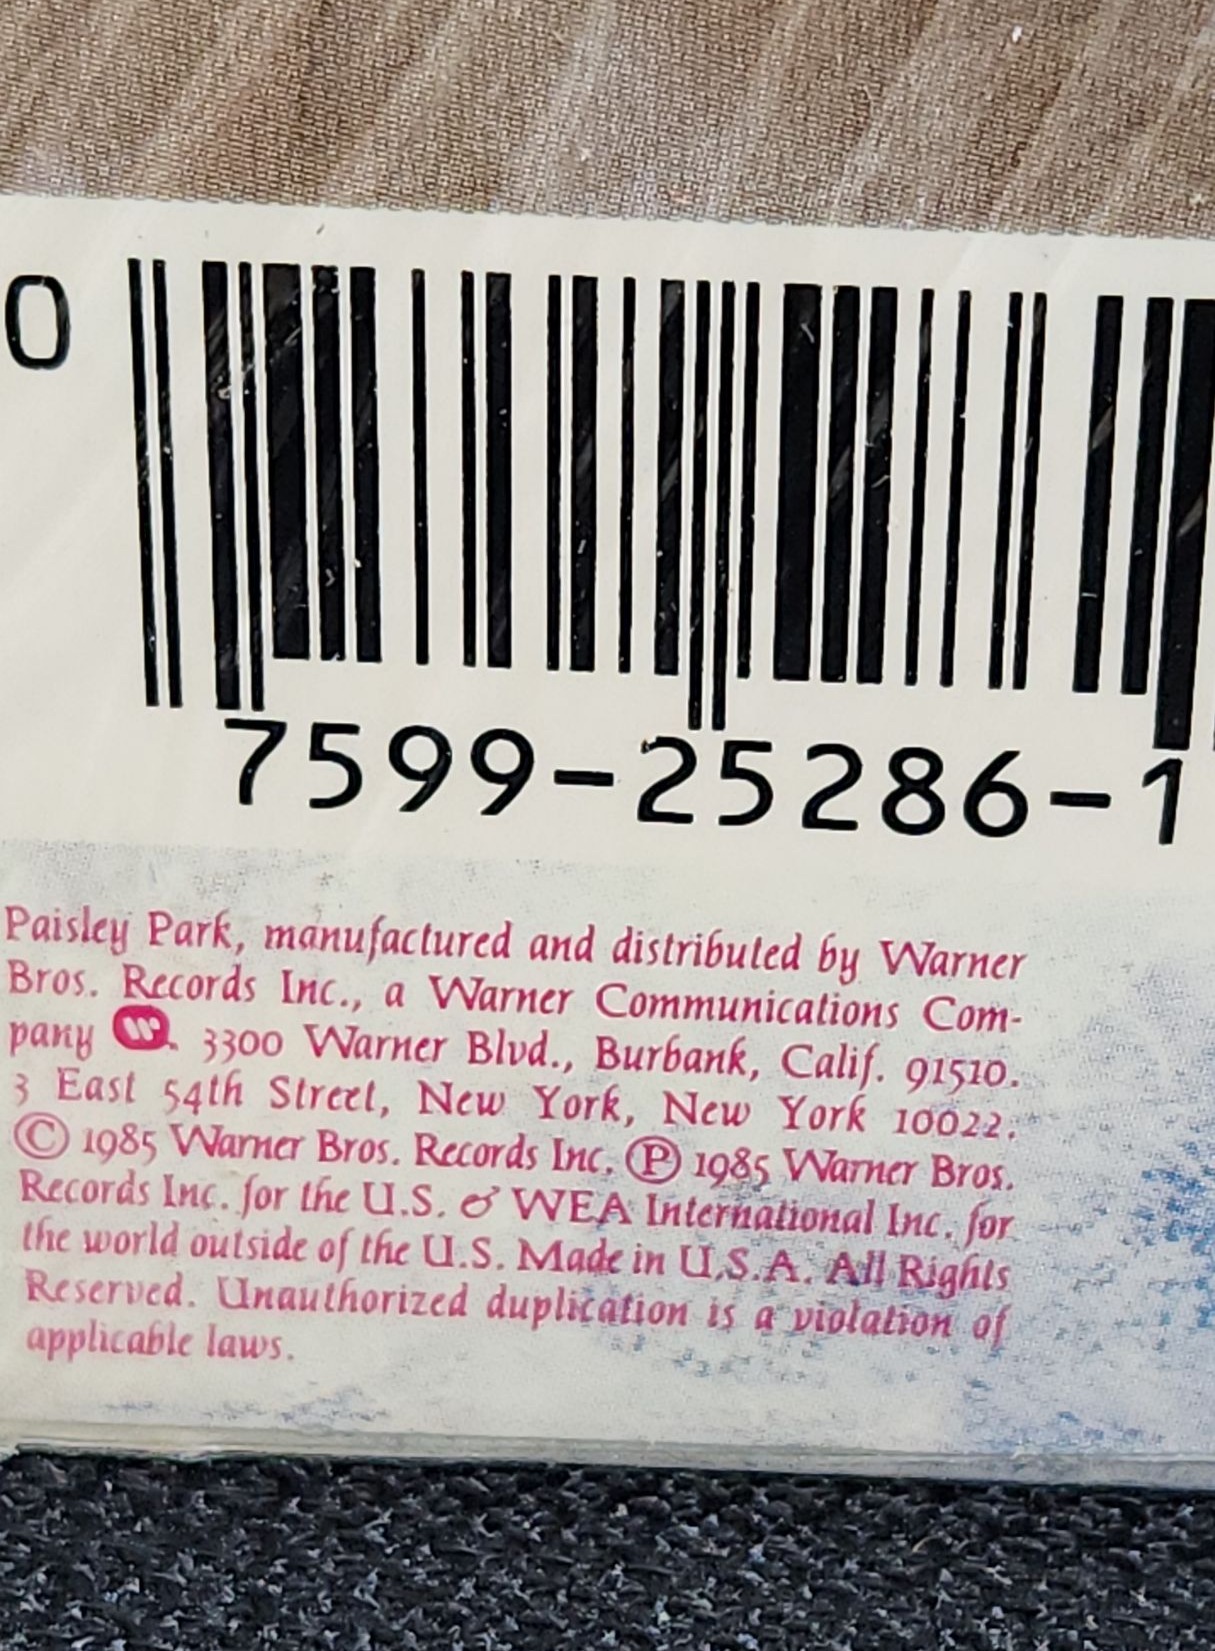 0
7599-25286-1
Paisley Park, manufactured and distributed by Warner
Bros. Records Inc., a Warner Communications Com-
pany W. 3300 Warner Blvd., Burbank, Calif. 91510.
3 East 54th Street, New York, New York 10022.
© 1985 Warner Bros. Records Inc. ℗ 1985 Warner Bros.
Records Inc. for the U.S. & WEA International Inc. for
the world outside of the U.S. Made in U.S.A. All Rights
Reserved. Unauthorized duplication is a violation of
applicable laws.